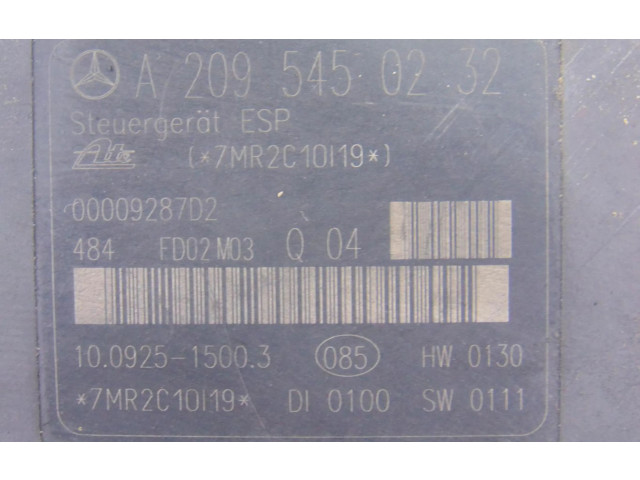 A 209 545 02 32
Steuergerät ESP
Ate (*7MR2C10I19*)
00009287D2
484 FD02 M03 Q 04
10.0925-1500.3 085 HW 0130
*7MR2C10I19* DI 0100 SW 0111